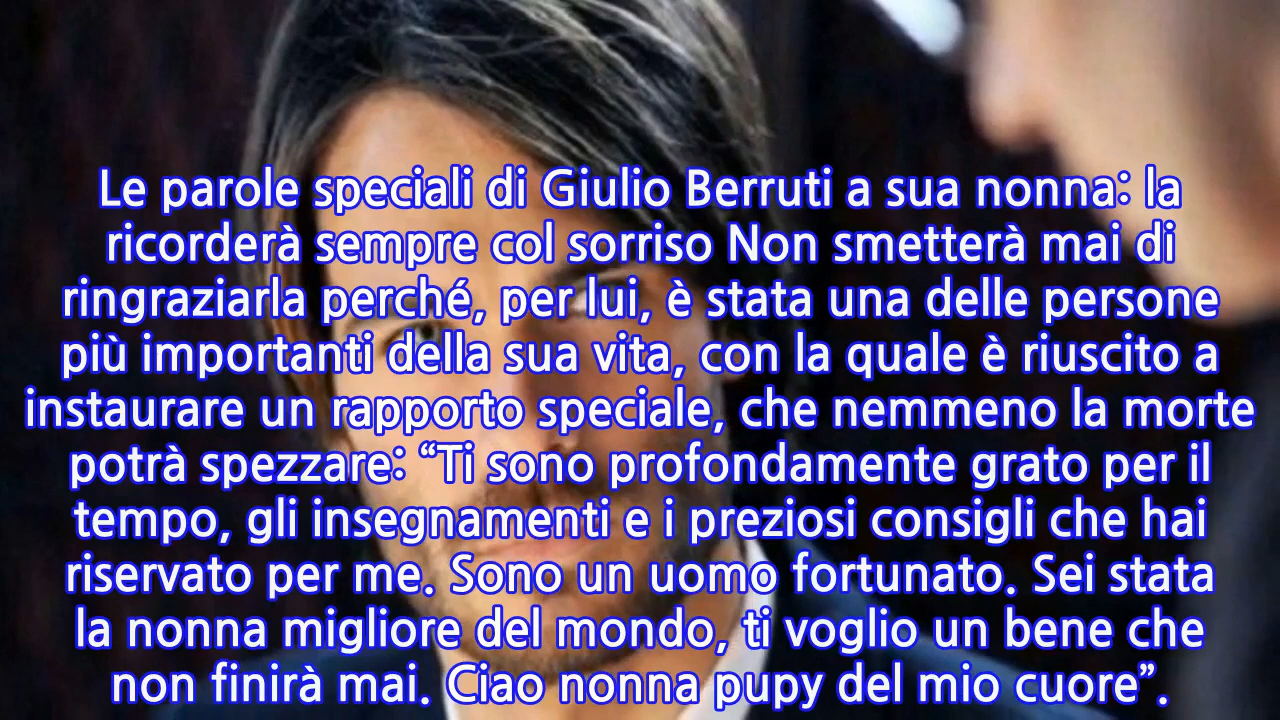 Le parole speciali di Giulio Berruti a sua nonna: la
ricorderà sempre col sorriso Non smetterà mai di
ringraziarla perché, per lui, è stata una delle persone
più importanti della sua vita, con la quale è riuscito a
instaurare un rapporto speciale, che nemmeno la morte
potrà spezzare: “Ti sono profondamente grato per il
tempo, gli insegnamenti e i preziosi consigli che hai
riservato per me. Sono un uomo fortunato. Sei stata
la nonna migliore del mondo, ti voglio un bene che
non finirà mai. Ciao nonna pupy del mio cuore”.